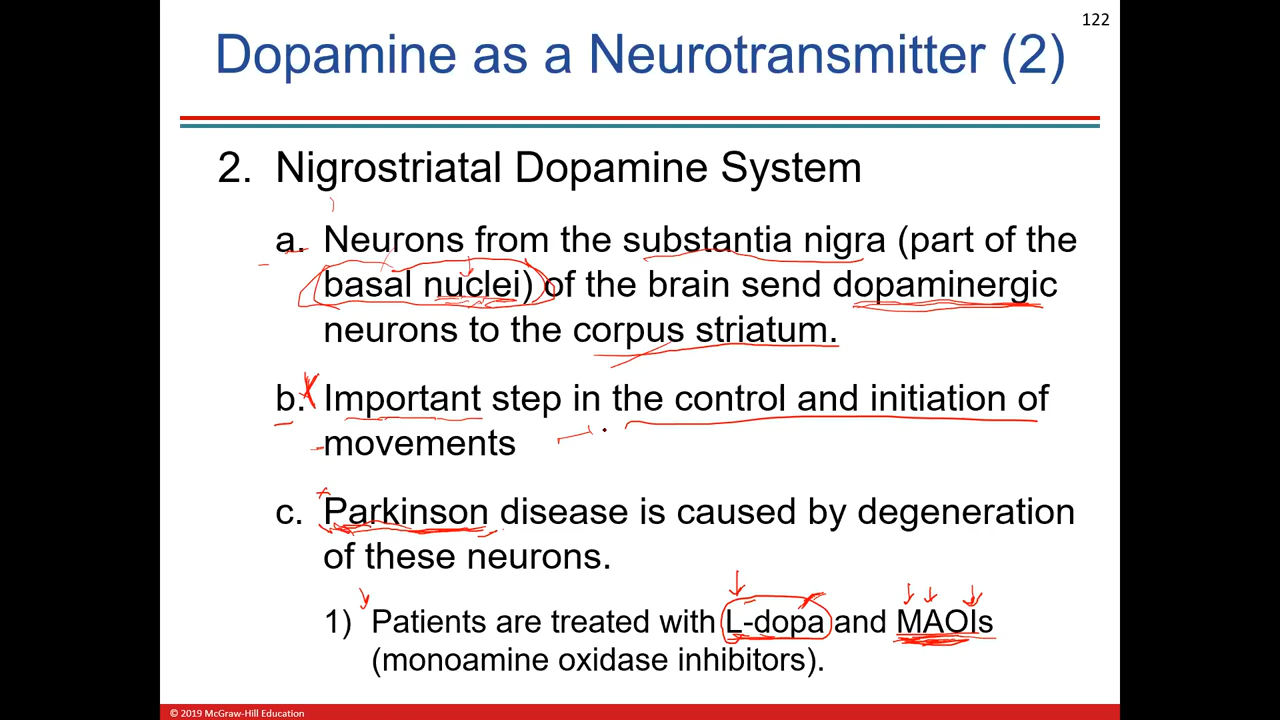 122
Dopamine as a Neurotransmitter (2)
2. Nigrostriatal Dopamine System
a. Neurons from the substantia nigra (part of the
basal nuclei) of the brain send dopaminergic
neurons to the corpus striatum.
b. Important step in the control and initiation of
movements
c. Parkinson disease is caused by degeneration
of these neurons.
1) Patients are treated with L-dopa and MAOIs
(monoamine oxidase inhibitors).
© 2019 McGraw-Hill Education